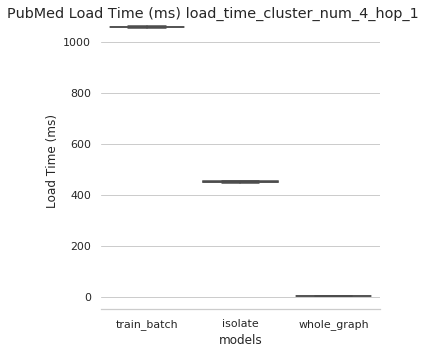 PubMed Load Time (ms) load_time_cluster_num_4_hop_1
1000
800
600
400
200
0
Load Time (ms)
train_batch isolate whole_graph
models